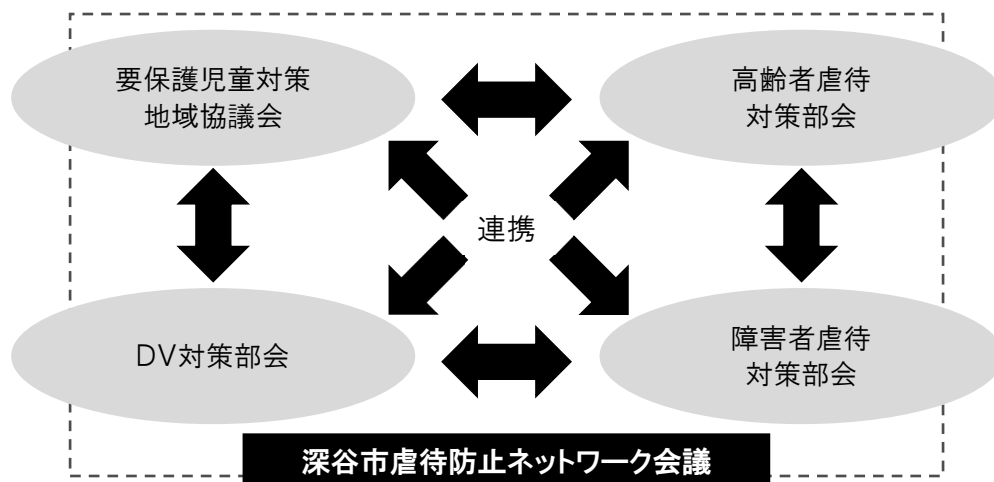 要保護児童対策
地域協議会
高齢者虐待
対策部会
連携
DV対策部会
障害者虐待
対策部会
深谷市虐待防止ネットワーク会議